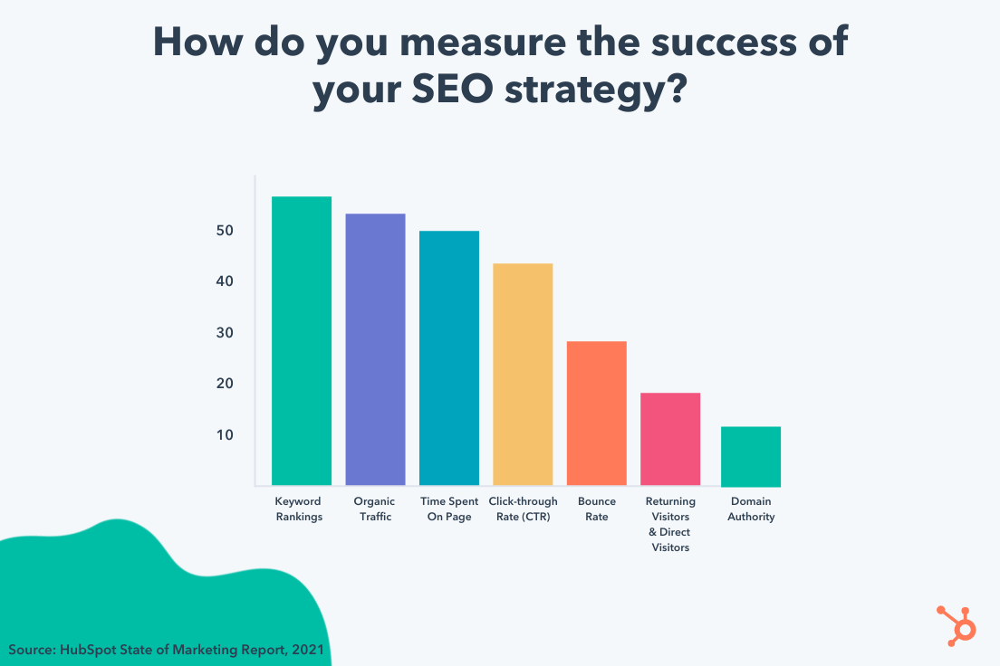 How do you measure the success of
your SEO strategy?
50
40
30
20
10
Keyword
Rankings
Organic
Traffic
Time Spent
On Page
Click-through
Rate (CTR)
Bounce
Rate
Returning
Visitors
& Direct
Visitors
Domain
Authority
Source: HubSpot State of Marketing Report, 2021